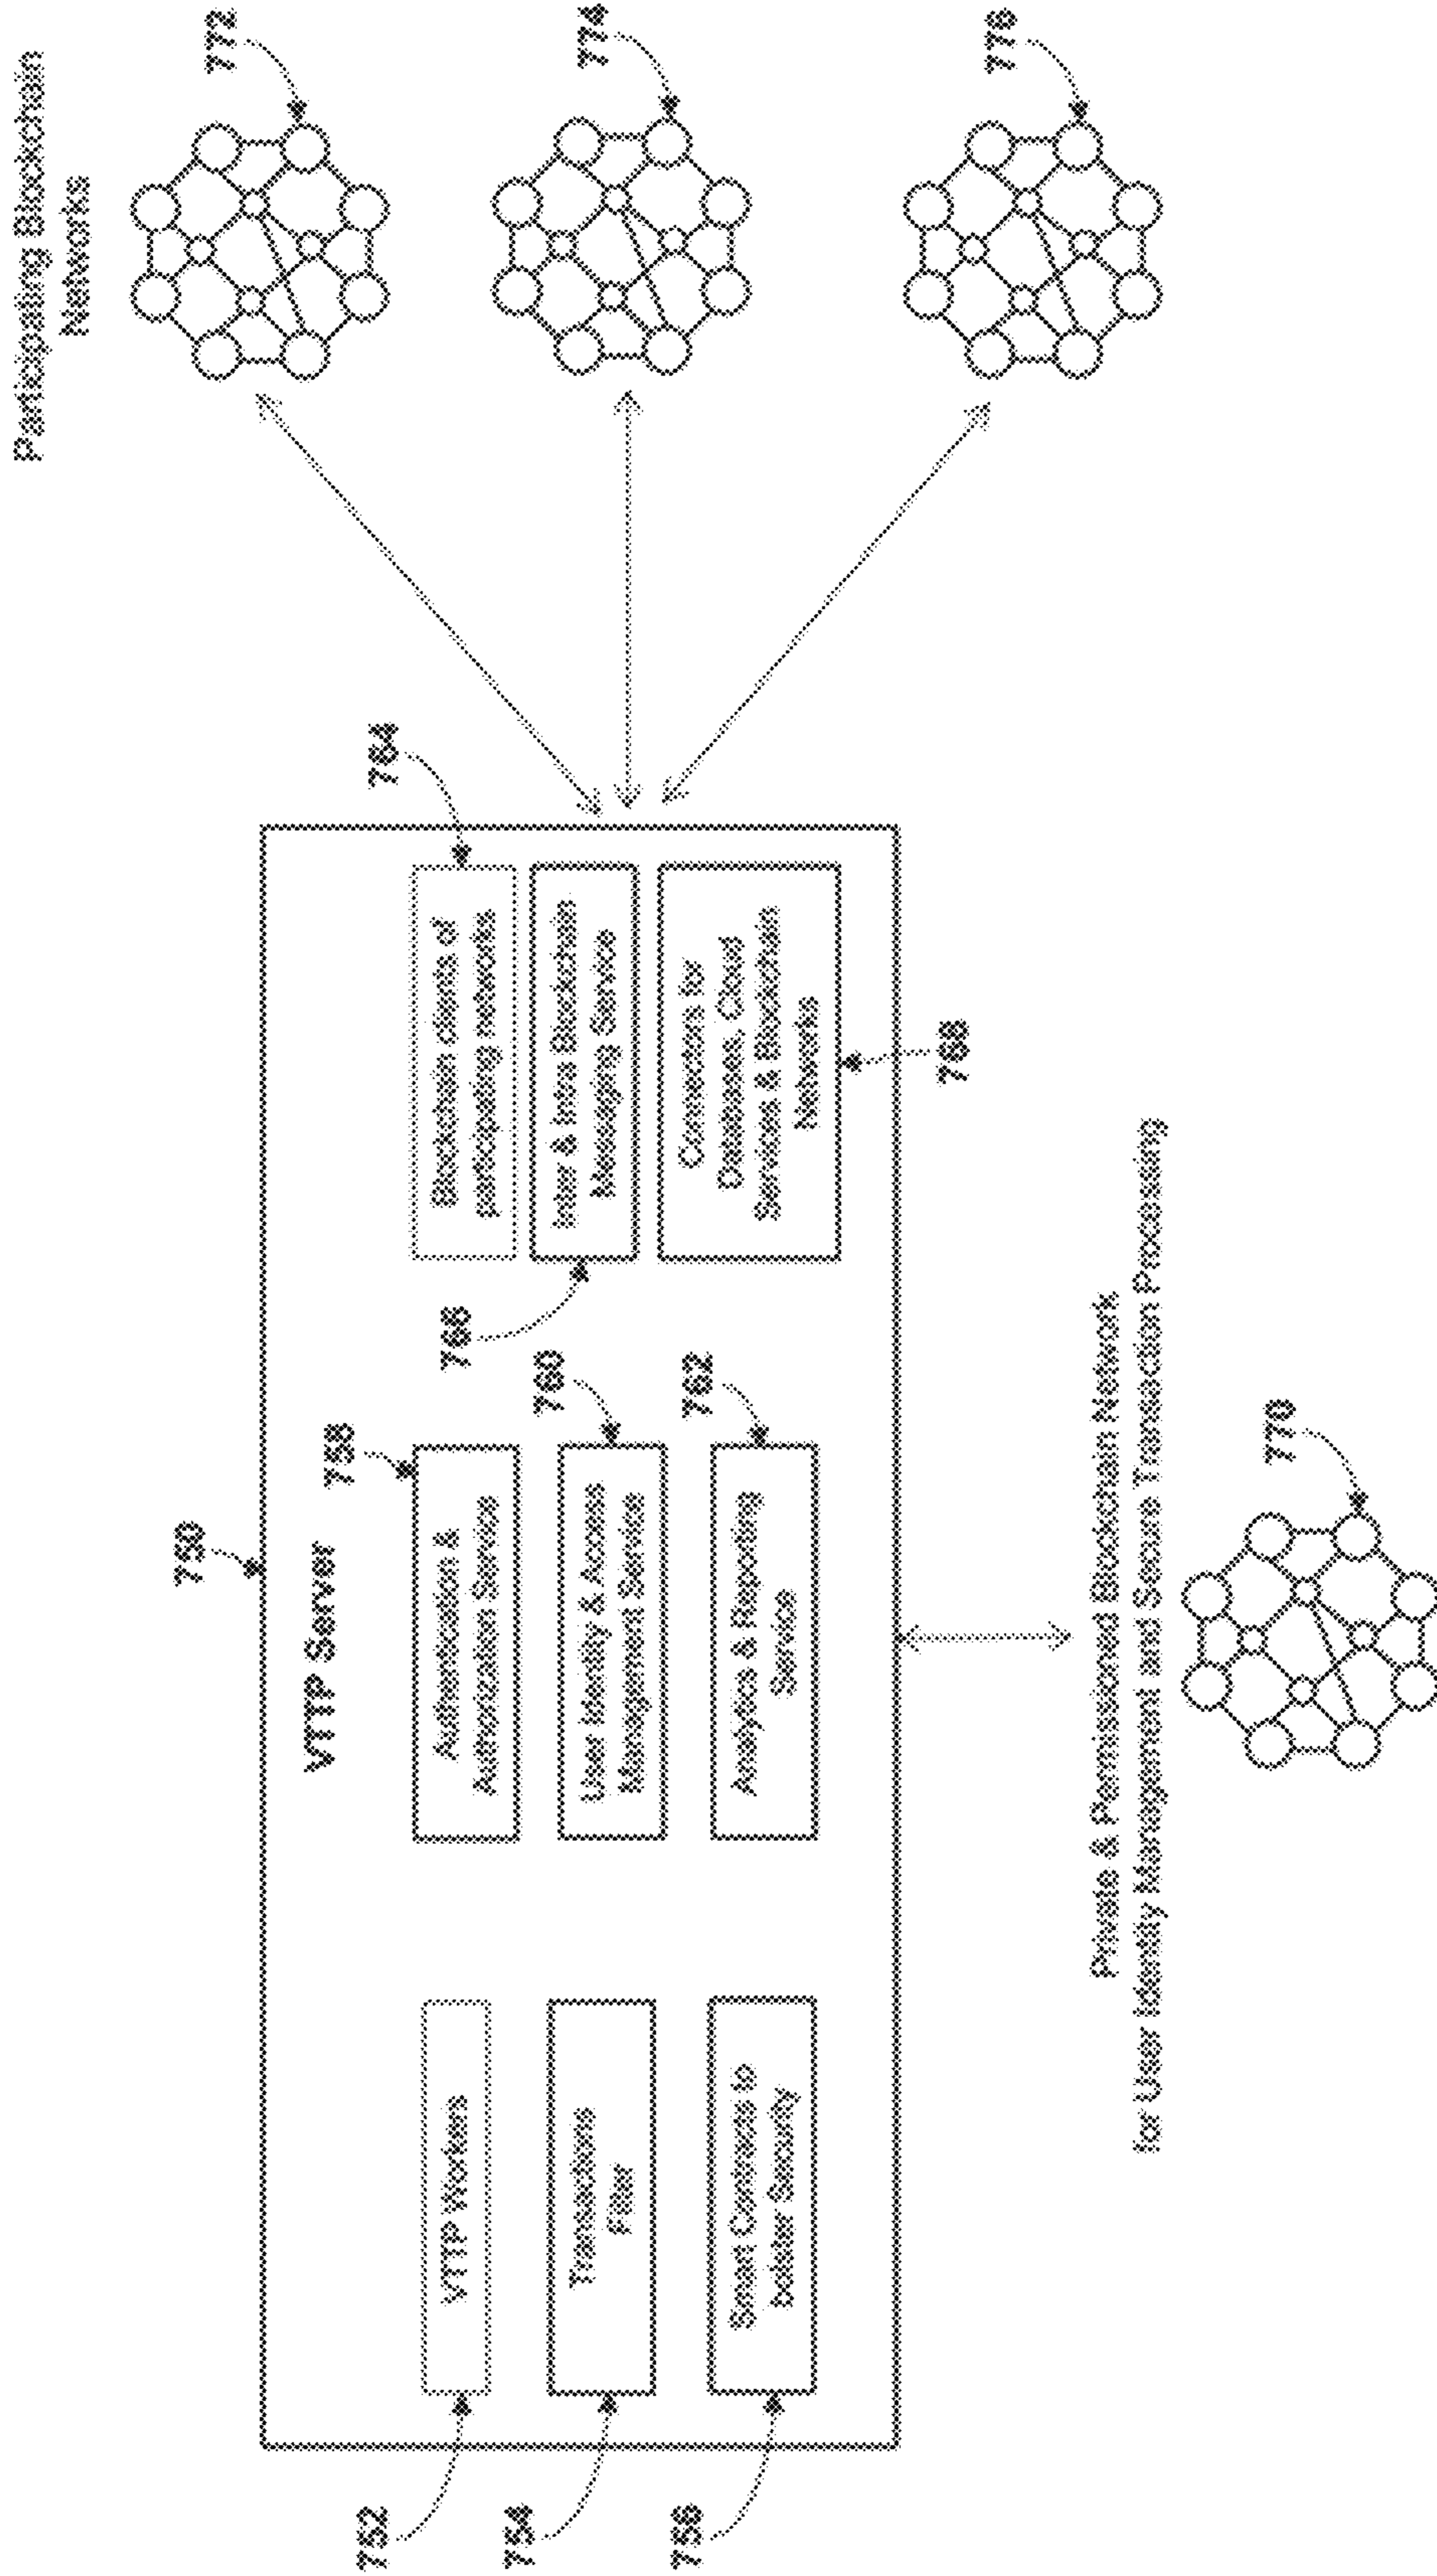 Participating Blockchain
Networks
772
774
776
750
VTTP Server
752
VTTP Workers
754
Transactions
Filter
756
Smart Contracts to
bolster Security
758
Authentication &
Authorization Service
760
User Identity & Access
Management Service
762
Analytics & Reporting
Service
764
Blockchain clients of
participating networks
766
Inter & Intra Blockchain
Messaging Service
Connectors for
Databases, Cloud
Services & Blockchain
Networks
768
Private & Permissioned Blockchain Network
for User Identity Management and Secure Transaction Processing
770